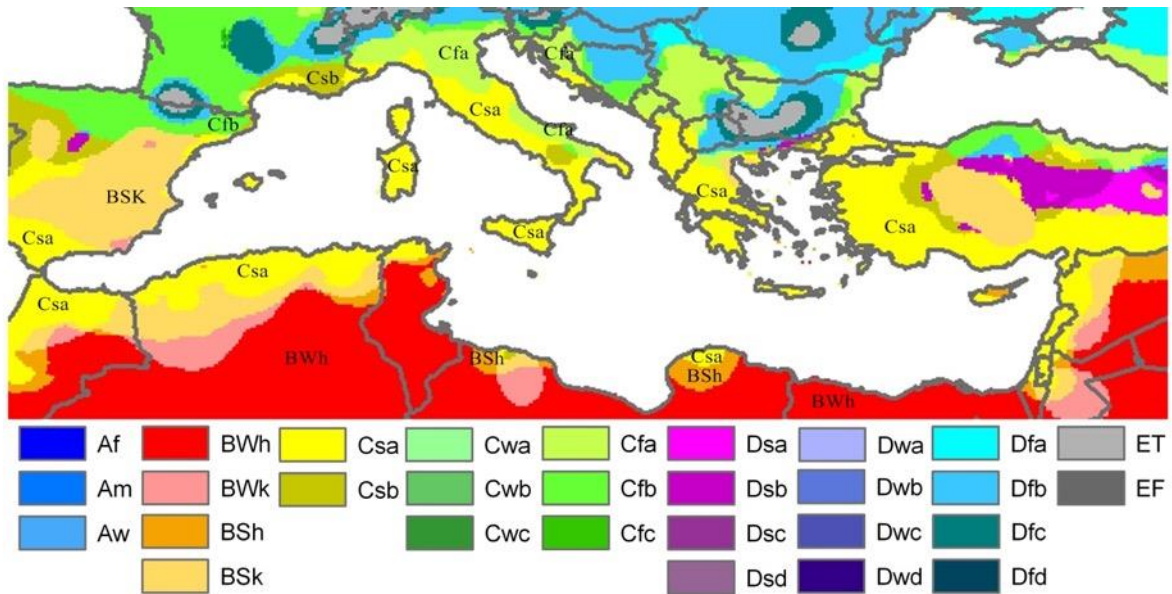 Cfa
Cfa
Csb
Csa
Cfb
Cfa
Csa
BSK
Csa
Csa
Csa
Csa
Csa
Csa
Csa
BWh
BSh
Csa
BSh
BWh
Af BWh Csa Cwa Cfa Dsa Dwa Dfa ET
Am BWk Csb Cwb Cfb Dsb Dwb Dfb EF
Aw BSh Cwc Cfc Dsc Dwc Dfc
BSk Dsd Dwd Dfd